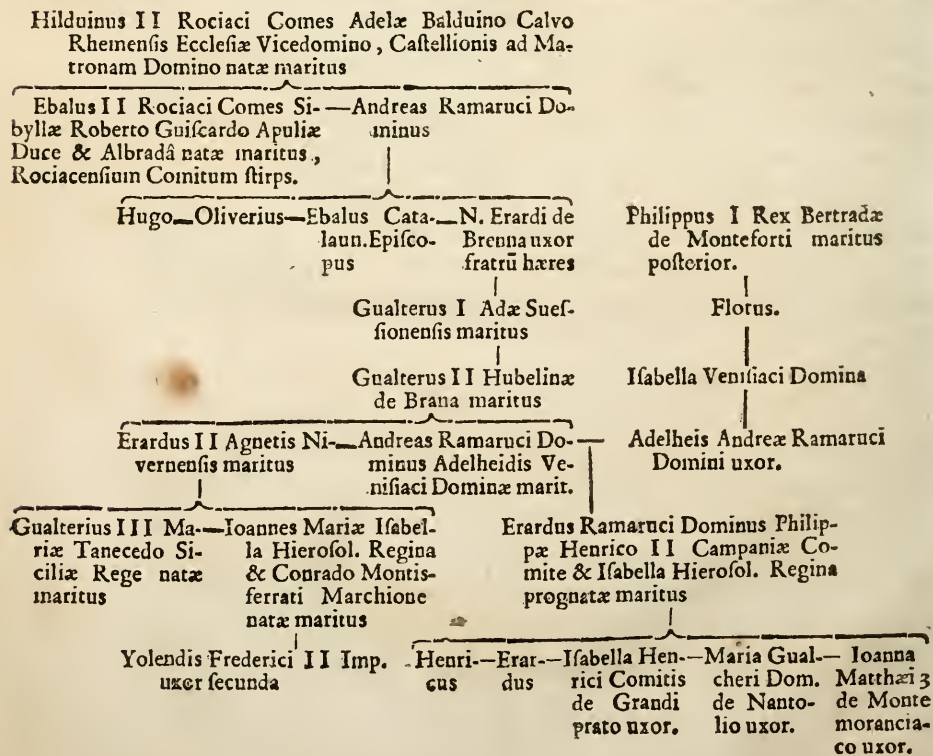 Hilduinus II Rociaci Comes Adelæ Balduino Calvo
Rhemenſis Eccleſiæ Vicedomino, Caſtellionis ad Ma-
tronam Domino natæ maritus
Ebalus II Rociaci Comes Si-
byllæ Roberto Guiſcardo Apuliæ
Duce & Albradâ natæ maritus,
Rociacenſium Comitum ſtirps.
Andreas Ramaruci Do-
minus
Hugo
Oliverius
Ebalus Cata-
laun. Epiſco-
pus
N. Erardi de
Brenna uxor
fratrū hæres
Philippus I Rex Bertradæ
de Monteforti maritus
poſterior.
Gualterus I Adæ Sueſ-
ſionenſis maritus
Florus.
Gualterus II Hubelinæ
de Brana maritus
Iſabella Veniſiaci Domina
Erardus II Agnetis Ni-
vernenſis maritus
Andreas Ramaruci Do-
minus Adelheidis Ve-
niſiaci Dominæ marit.
Adelheis Andreæ Ramaruci
Domini uxor.
Gualterius III Ma-
riæ Tanecedo Si-
ciliæ Rege natæ
maritus
Ioannes Mariæ Iſabel-
la Hieroſol. Regina
& Conrado Montis-
ferrati Marchione
natæ maritus
Erardus Ramaruci Dominus Philip-
pæ Henrico II Campaniæ Co-
mite & Iſabella Hieroſol. Regina
prognatæ maritus
Yolendis Frederici II Imp.
uxor ſecunda
Henri-
cus
Erar-
dus
Iſabella Hen-
rici Comitis
de Grandi
prato uxor.
Maria Gual-
cheri Dom.
de Nanto-
lio uxor.
Ioanna
Matthæi 3
de Monte
morancia-
co uxor.